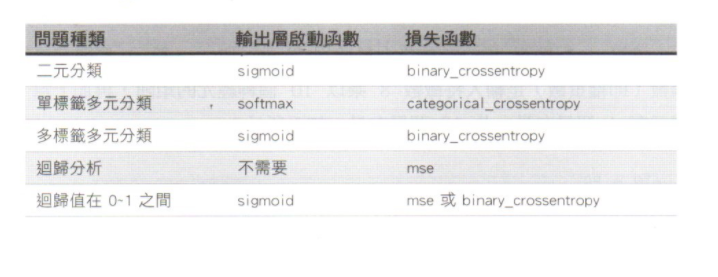 問題種類 輸出層啟動函數 損失函數
二元分類 sigmoid binary_crossentropy
單標籤多元分類 softmax categorical_crossentropy
多標籤多元分類 sigmoid binary_crossentropy
迴歸分析 不需要 mse
迴歸值在 0~1 之間 sigmoid mse 或 binary_crossentropy